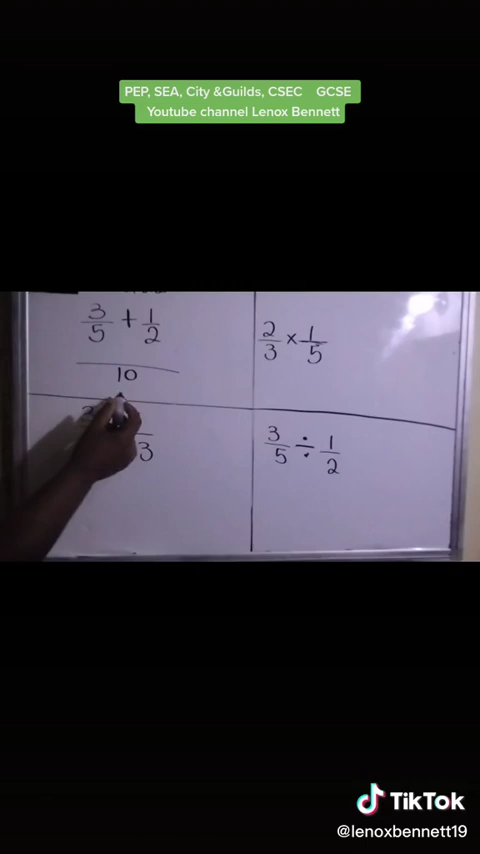 PEP, SEA, City &Guilds, CSEC GCSE
Youtube channel Lenox Bennett
3/5 + 1/2
10
2/3 × 1/5
3
3/5 ÷ 1/2
TikTok
@lenoxbennett19